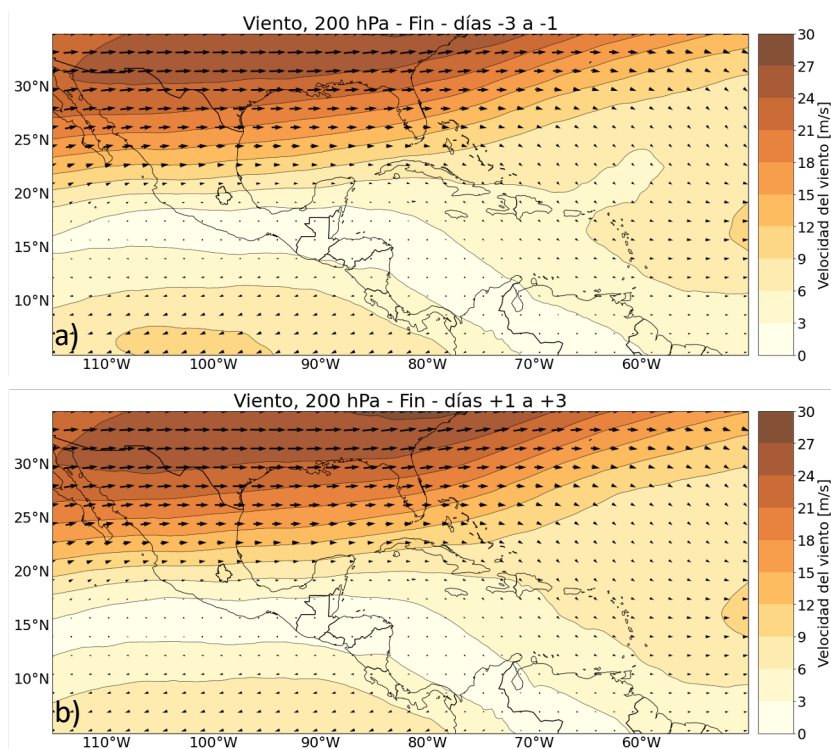 Viento, 200 hPa - Fin - días -3 a -1
30°N
25°N
20°N
15°N
10°N
a)
110°W 100°W 90°W 80°W 70°W 60°W
30
27
24
21
18
15
12
9
6
3
0
Velocidad del viento [m/s]
Viento, 200 hPa - Fin - días +1 a +3
30°N
25°N
20°N
15°N
10°N
b)
110°W 100°W 90°W 80°W 70°W 60°W
30
27
24
21
18
15
12
9
6
3
0
Velocidad del viento [m/s]